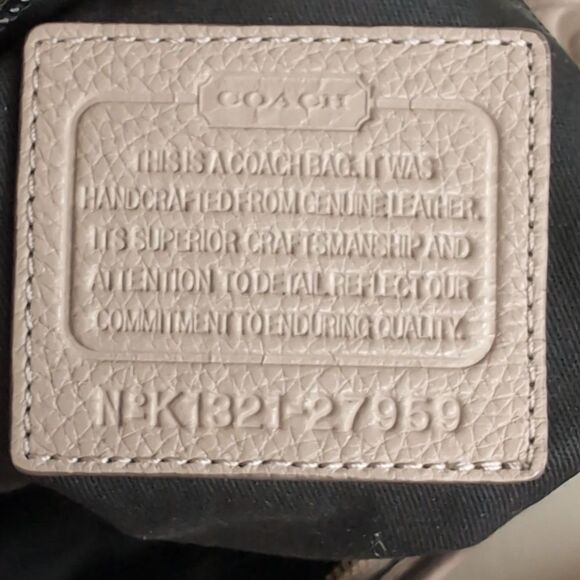 COACH
THIS IS A COACH BAG. IT WAS
HANDCRAFTED FROM GENUINE LEATHER.
ITS SUPERIOR CRAFTSMANSHIP AND
ATTENTION TO DETAIL REFLECT OUR
COMMITMENT TO ENDURING QUALITY.
Nº K1321-27959